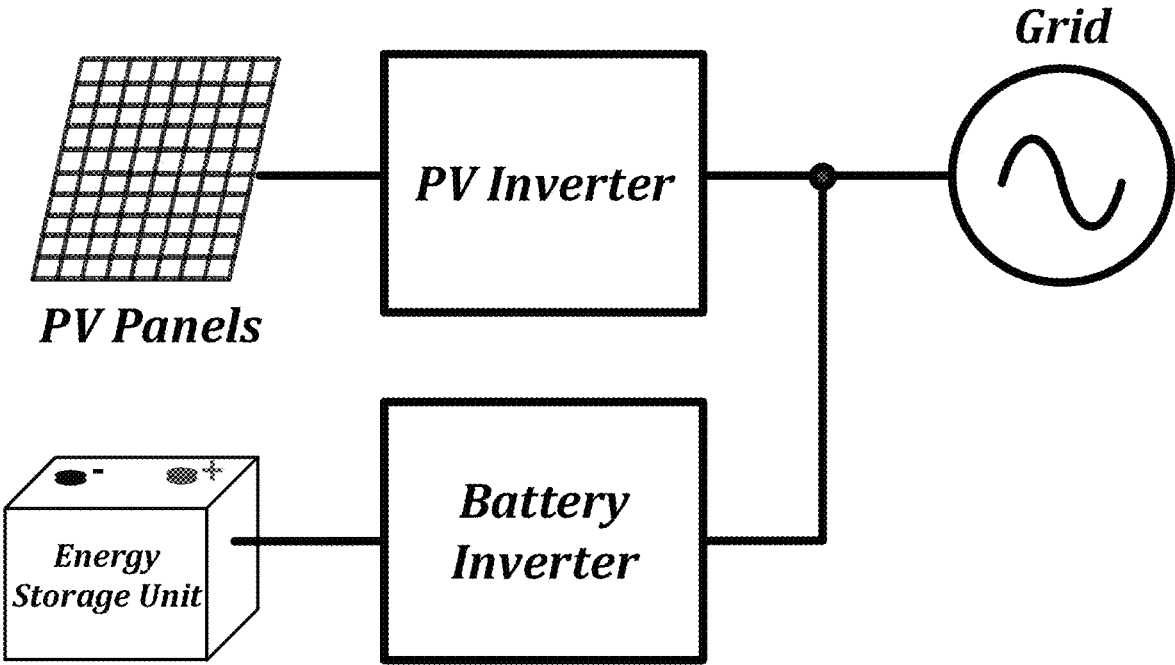 Grid
PV Inverter
PV Panels
- +
Battery
Inverter
Energy
Storage Unit